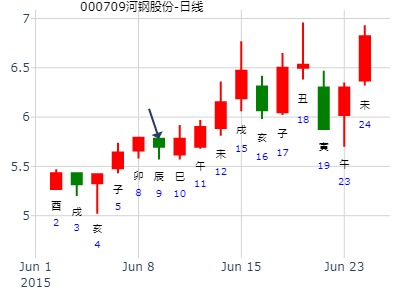 000709河钢股份-日线
7
6.5
6
5.5
5
酉
2
戌
3
亥
4
子
5
卯
8
辰
9
巳
10
午
11
未
12
戌
15
亥
16
子
17
丑
18
寅
19
午
23
未
24
Jun 1
2015
Jun 8
Jun 15
Jun 23